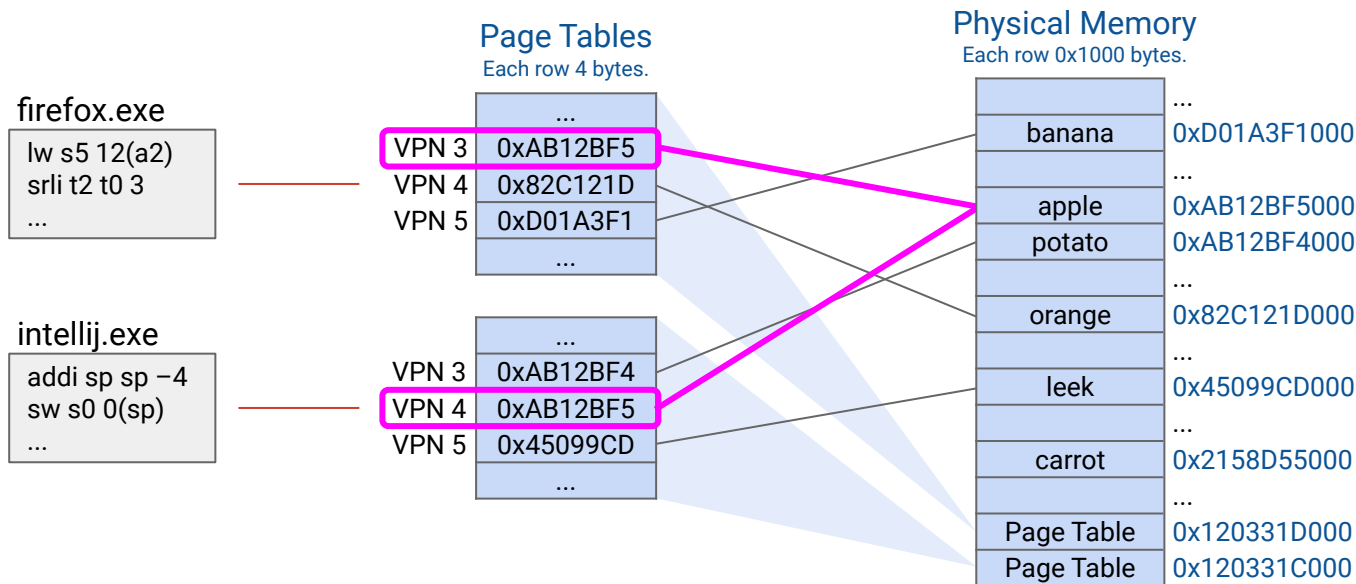 Page Tables
Each row 4 bytes.
Physical Memory
Each row 0x1000 bytes.
firefox.exe
lw s5 12(a2)
srli t2 t0 3
...
...
VPN 3 0xAB12BF5
VPN 4 0x82C121D
VPN 5 0xD01A3F1
...
intellij.exe
addi sp sp –4
sw s0 0(sp)
...
...
VPN 3 0xAB12BF4
VPN 4 0xAB12BF5
VPN 5 0x45099CD
...
...
banana 0xD01A3F1000
...
apple 0xAB12BF5000
potato 0xAB12BF4000
...
orange 0x82C121D000
...
leek 0x45099CD000
...
carrot 0x2158D55000
...
Page Table 0x120331D000
Page Table 0x120331C000